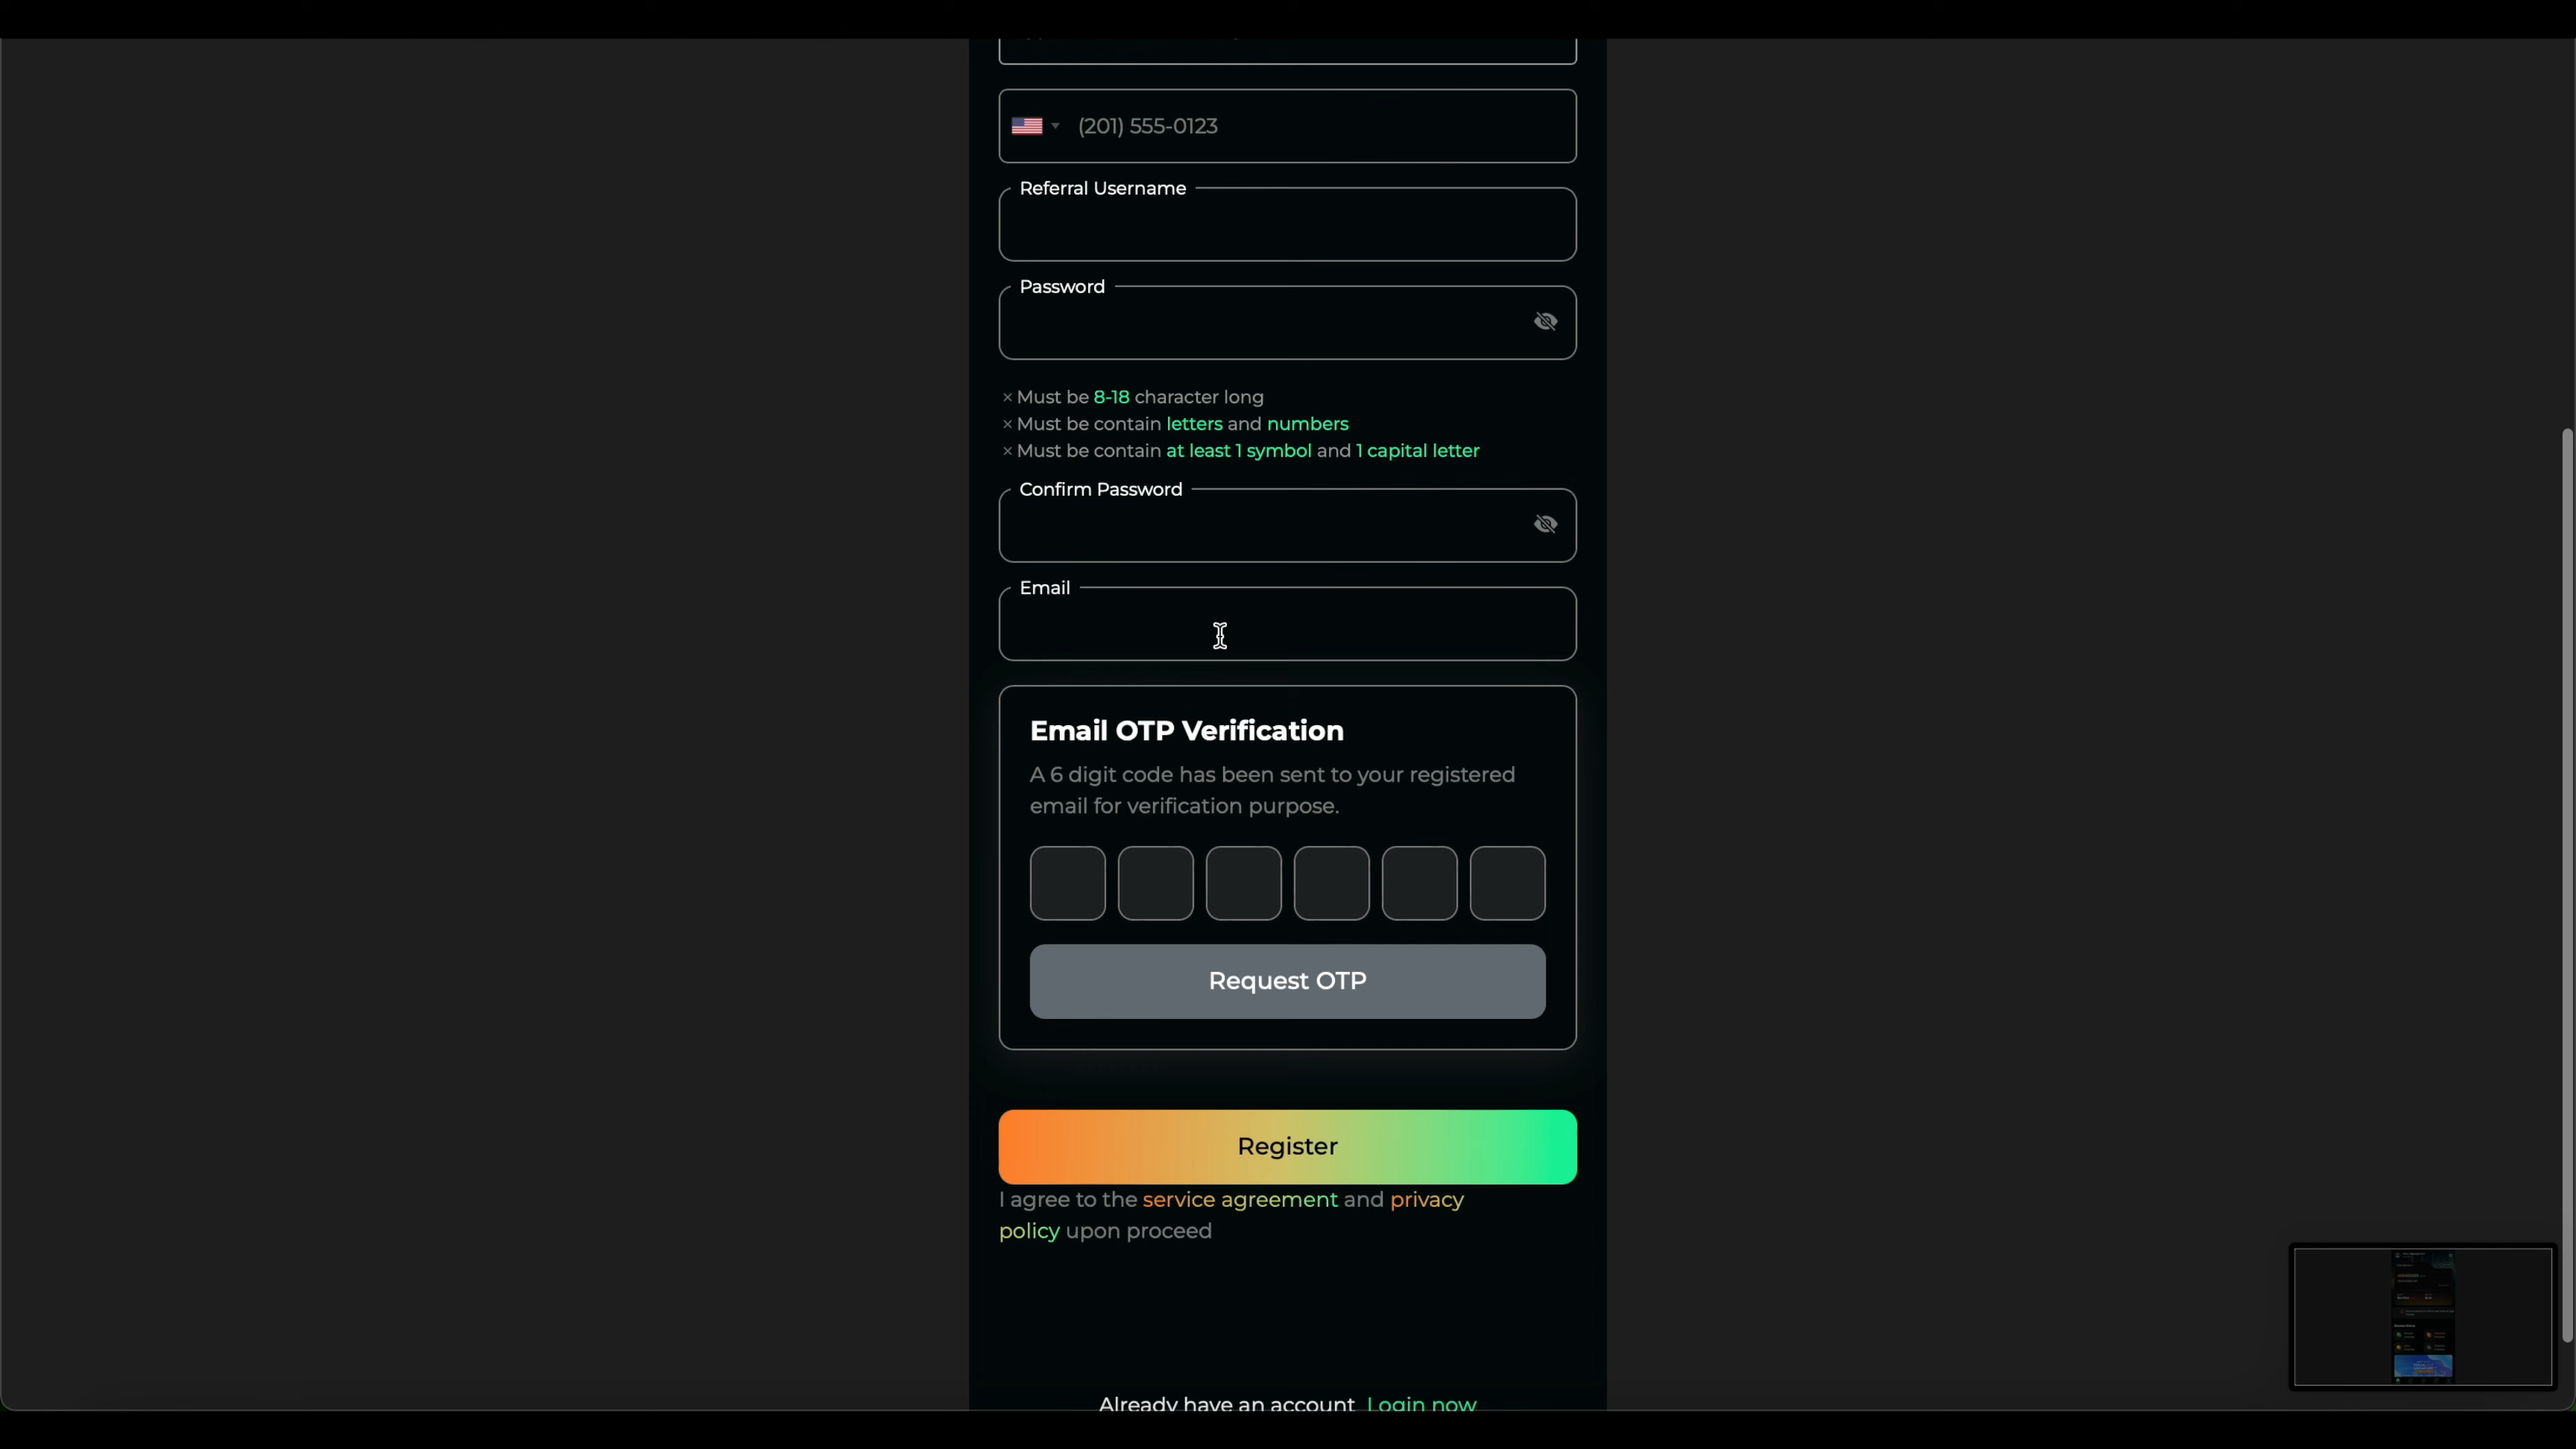 (201) 555-0123
Referral Username
Password
× Must be 8-18 character long
× Must be contain letters and numbers
× Must be contain at least 1 symbol and 1 capital letter
Confirm Password
Email
Email OTP Verification
A 6 digit code has been sent to your registered
email for verification purpose.
Request OTP
Register
I agree to the service agreement and privacy
policy upon proceed
Already have an account Login now